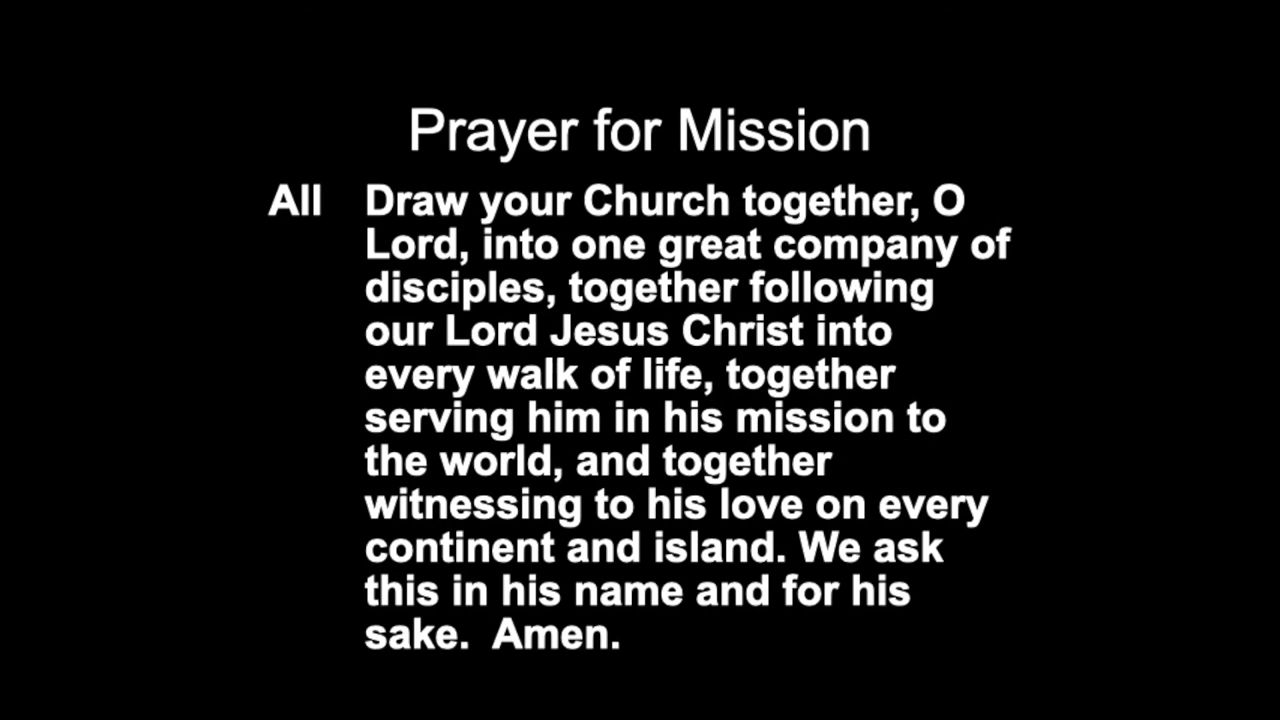 Prayer for Mission
All Draw your Church together, O
Lord, into one great company of
disciples, together following
our Lord Jesus Christ into
every walk of life, together
serving him in his mission to
the world, and together
witnessing to his love on every
continent and island. We ask
this in his name and for his
sake.  Amen.